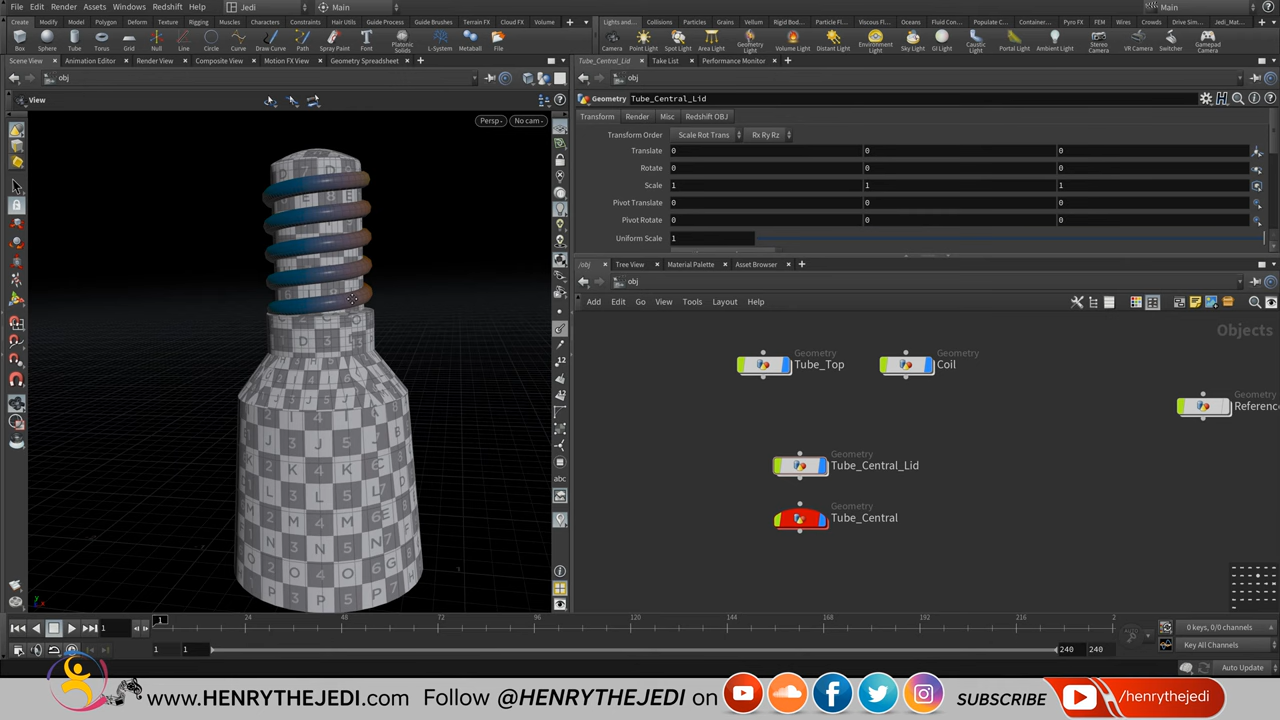 File Edit Render Assets Windows Redshift Help Jedi Main Main
Create Modify Model Polygon Deform Texture Rigging Muscles Characters Constraints Hair Utils Guide Process Guide Brushes Terrain FX Cloud FX Volume
Lights and... Collisions Particles Grains Vellum Rigid Bod... Particle Fl... Viscous Fl... Oceans Fluid Con... Populate C... Container... Pyro FX FEM Wires Crowds Drive Sim... Jedi_Mat...
Box Sphere Tube Torus Grid Null Line Circle Curve Draw Curve Path Spray Paint Font Platonic Solids L-System Metaball File
Camera Point Light Spot Light Area Light Geometry Light Volume Light Distant Light Environment Light Sky Light GI Light Caustic Light Portal Light Ambient Light Stereo Camera VR Camera Switcher Gamepad Camera
Scene View Animation Editor Render View Composite View Motion FX View Geometry Spreadsheet
Tube_Central_Lid Take List Performance Monitor
obj
obj
View
Persp No cam
Geometry Tube_Central_Lid
Transform Render Misc Redshift OBJ
Transform Order Scale Rot Trans Rx Ry Rz
Translate 0 0 0
Rotate 0 0 0
Scale 1 1 1
Pivot Translate 0 0 0
Pivot Rotate 0 0 0
Uniform Scale 1
/obj Tree View Material Palette Asset Browser
obj
Add Edit Go View Tools Layout Help
Objects
Geometry
Tube_Top
Geometry
Coil
Geometry
Referenc
Geometry
Tube_Central_Lid
Geometry
Tube_Central
abc
1 1 24 48 72 96 120 144 168 192 216 2
0 keys, 0/0 channels
1 1 240 240 Key All Channels
Auto Update
www.HENRYTHEJEDI.com Follow @HENRYTHEJEDI on SUBSCRIBE /henrythejedi